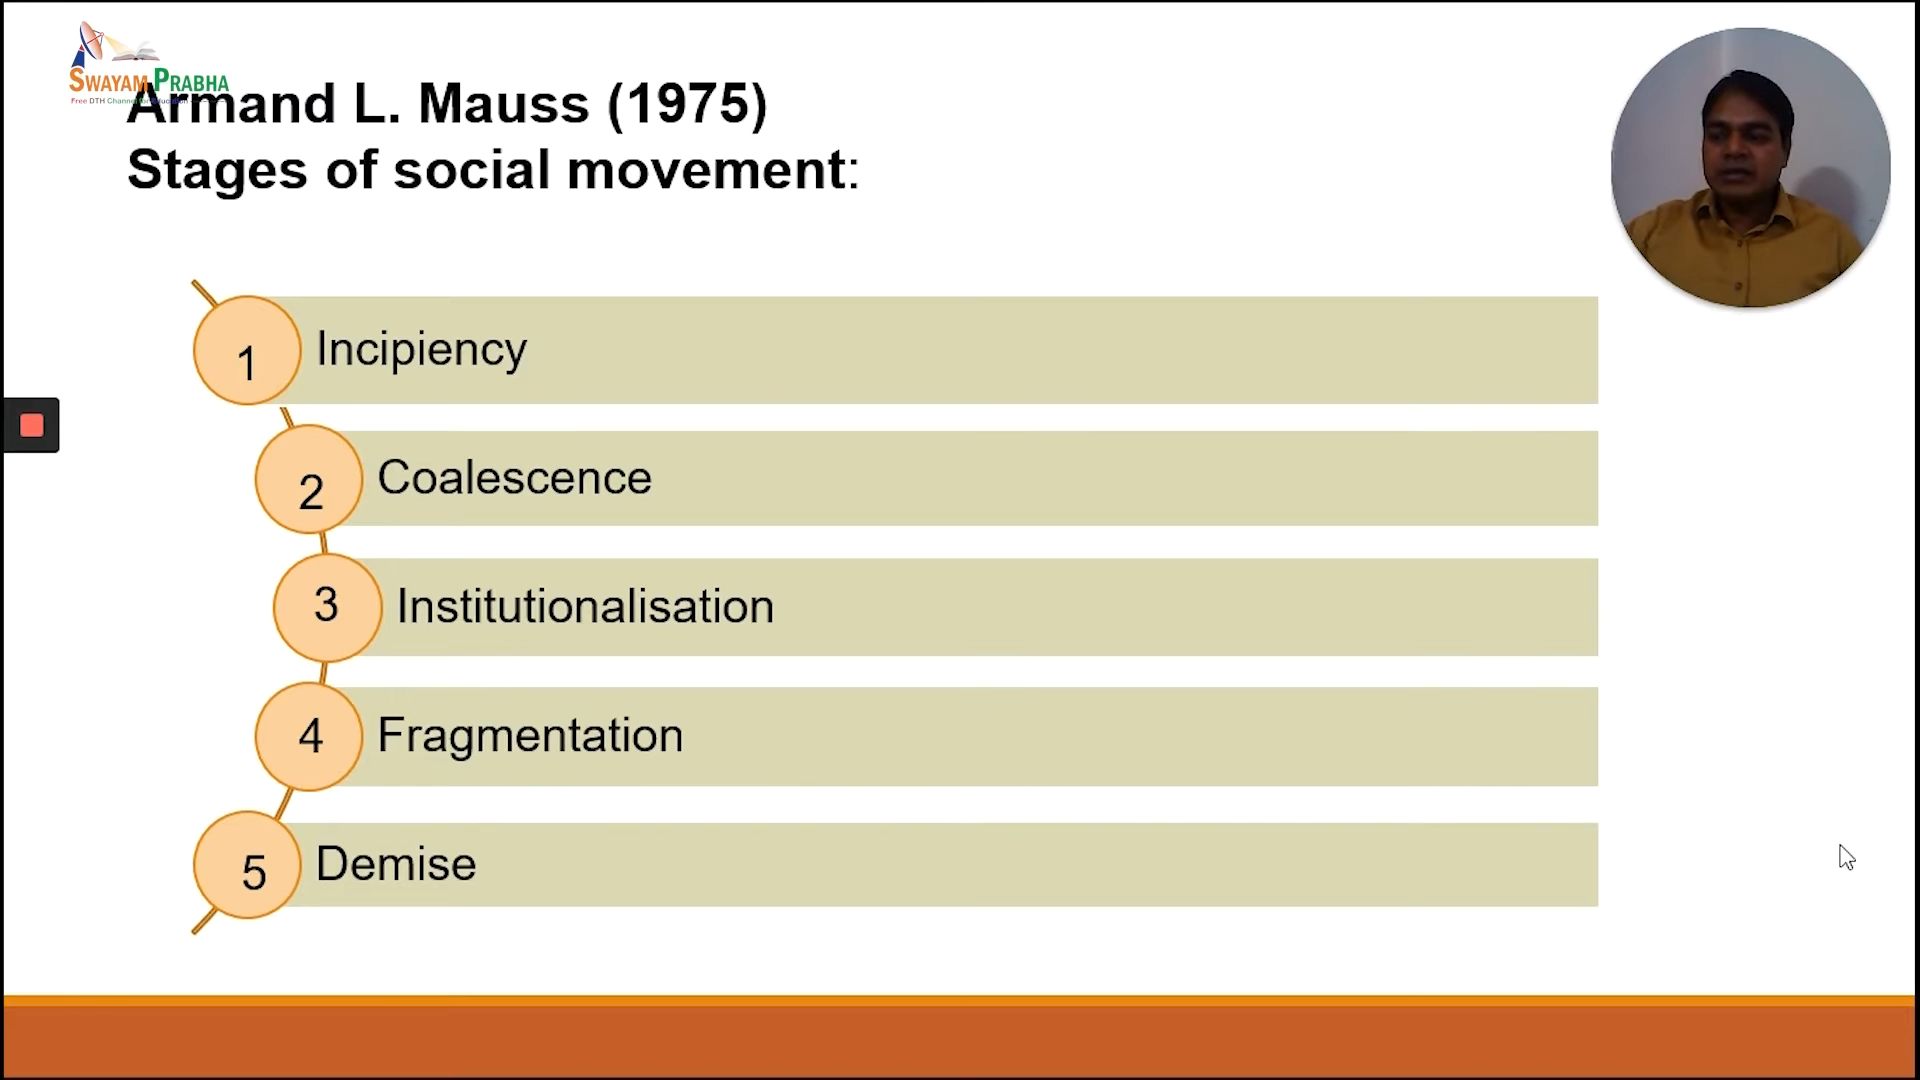 SWAYAM PRABHA
Armand L. Mauss (1975)
Stages of social movement:
1 Incipiency
2 Coalescence
3 Institutionalisation
4 Fragmentation
5 Demise